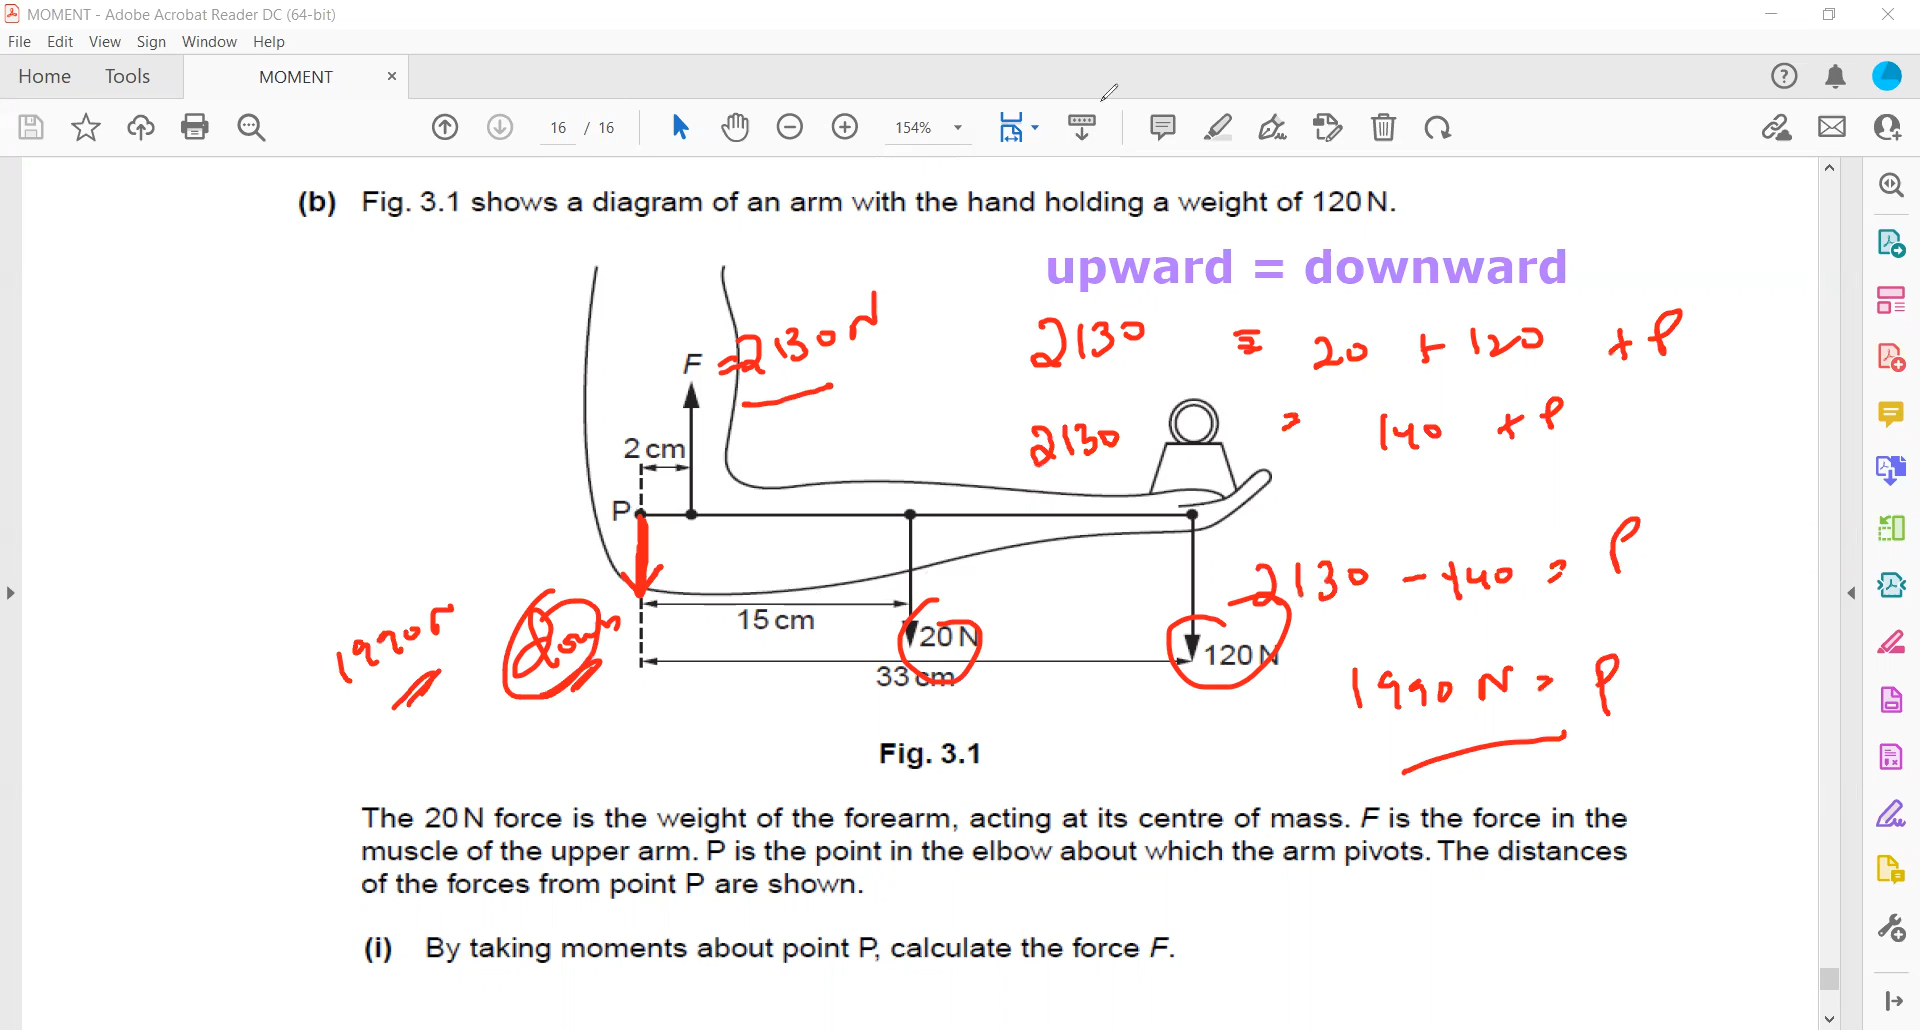 MOMENT - Adobe Acrobat Reader DC (64-bit)
File Edit View Sign Window Help
Home Tools MOMENT ×
16 / 16 154%
(b) Fig. 3.1 shows a diagram of an arm with the hand holding a weight of 120 N.
upward = downward
F = 2130 N
2130 = 20 + 120 + P
2 cm
2130 = 140 + P
P
2130 - 140 = P
15 cm
20 N
1990 N
down
120 N
33 cm
1990 N = P
Fig. 3.1
The 20 N force is the weight of the forearm, acting at its centre of mass. F is the force in the
muscle of the upper arm. P is the point in the elbow about which the arm pivots. The distances
of the forces from point P are shown.
(i) By taking moments about point P, calculate the force F.